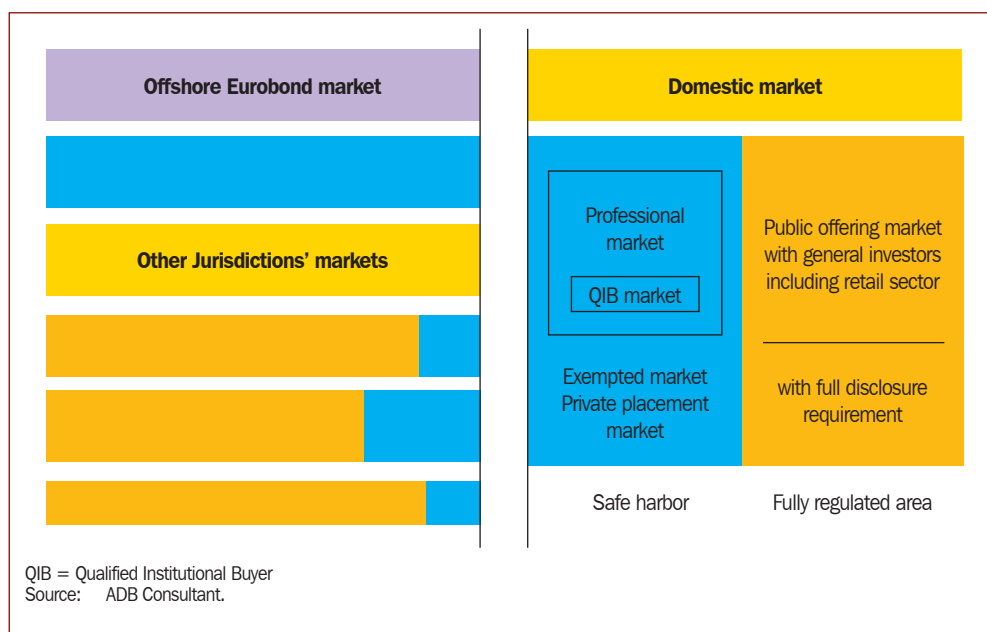 Offshore Eurobond market
Other Jurisdictions' markets
Domestic market
Professional
market
QIB market
Exempted market
Private placement
market
Public offering market
with general investors
including retail sector
with full disclosure
requirement
Safe harbor
Fully regulated area
QIB = Qualified Institutional Buyer
Source: ADB Consultant.